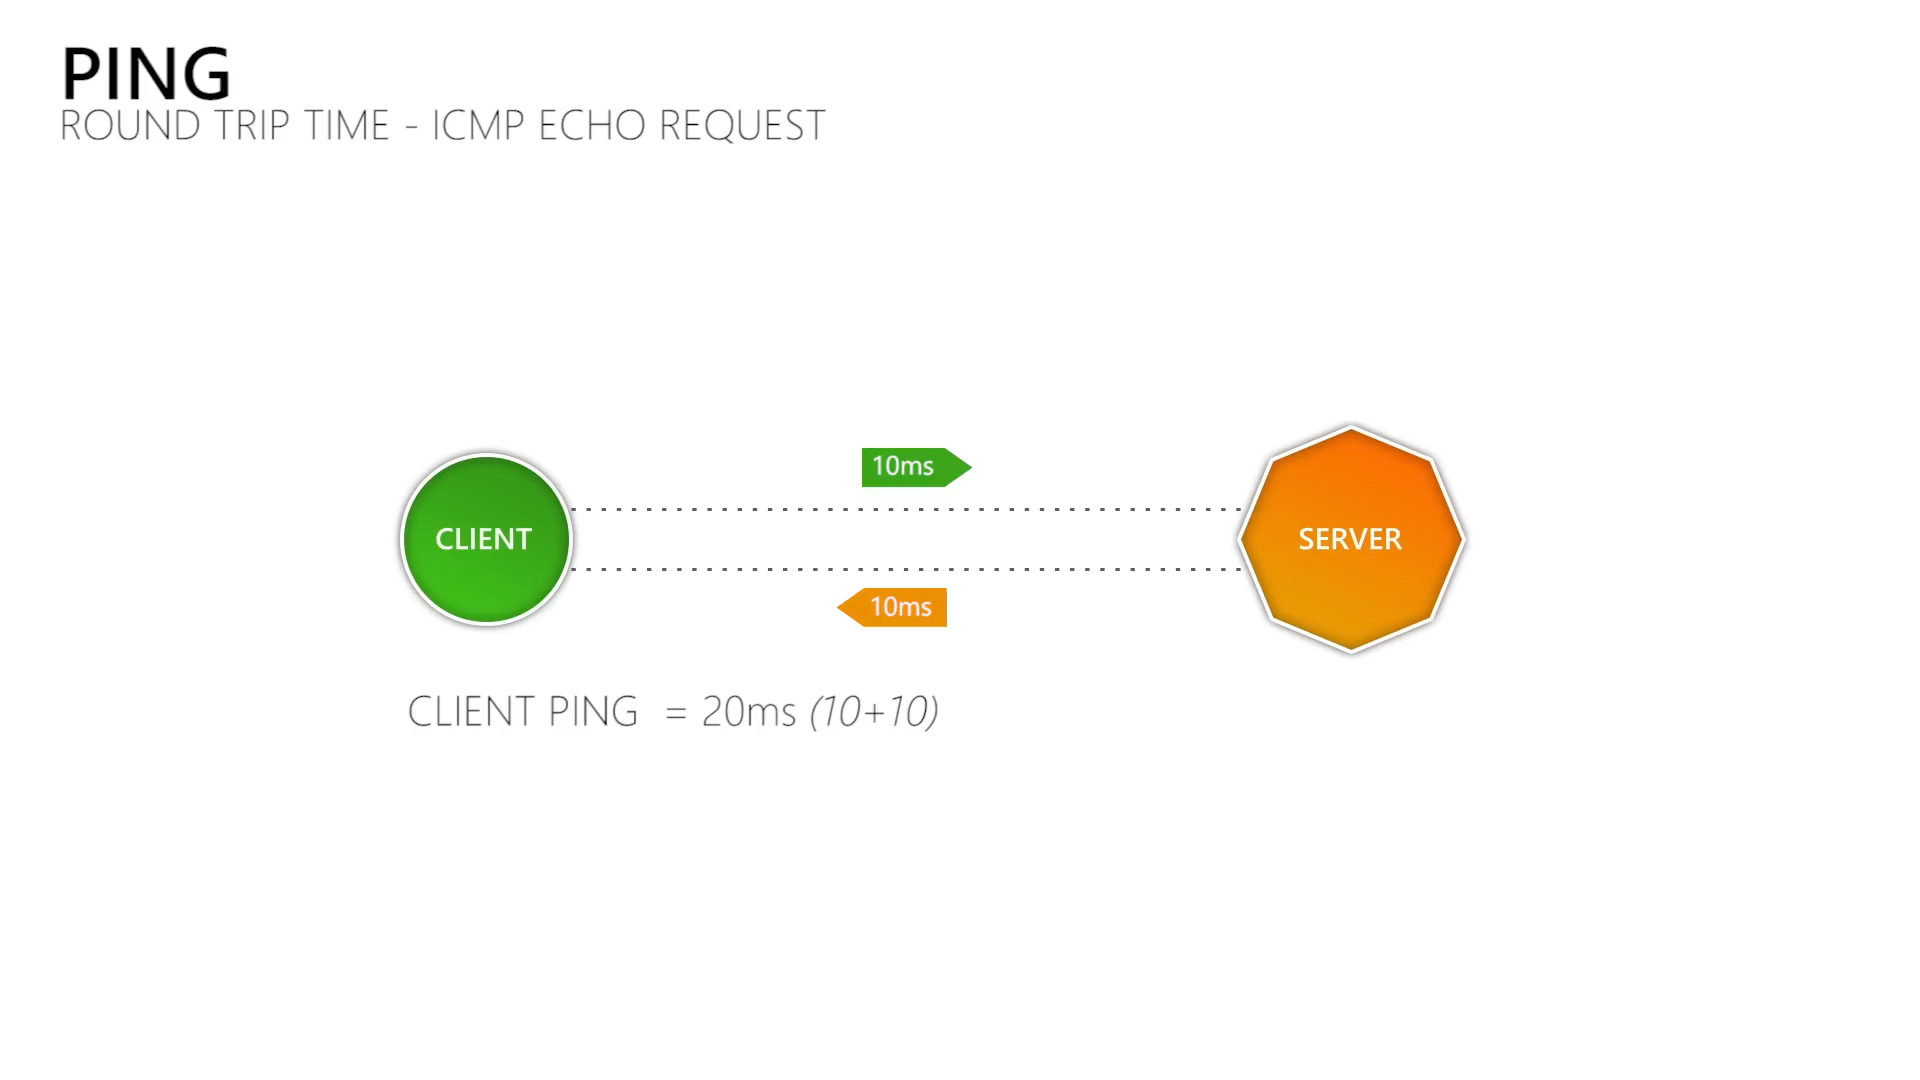 PING
ROUND TRIP TIME - ICMP ECHO REQUEST
10ms
CLIENT
SERVER
10ms
CLIENT PING = 20ms (10+10)